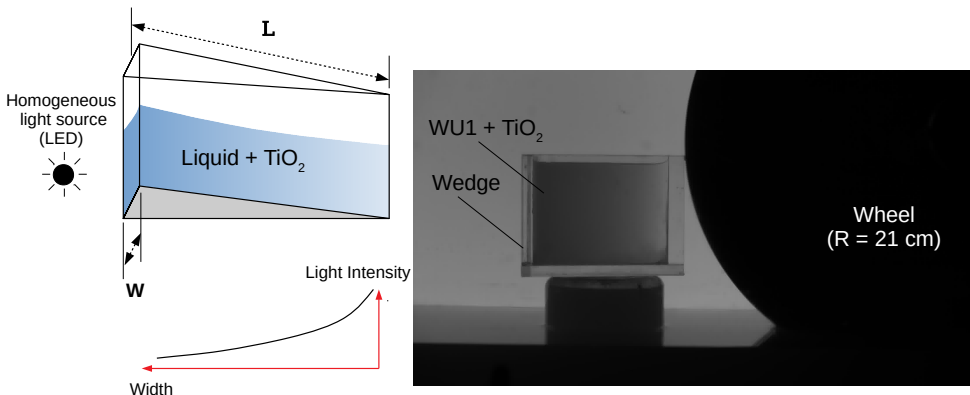 L
Homogeneous
light source
(LED)
Liquid + TiO₂
W
Light Intensity
Width
WU1 + TiO₂
Wedge
Wheel
(R = 21 cm)